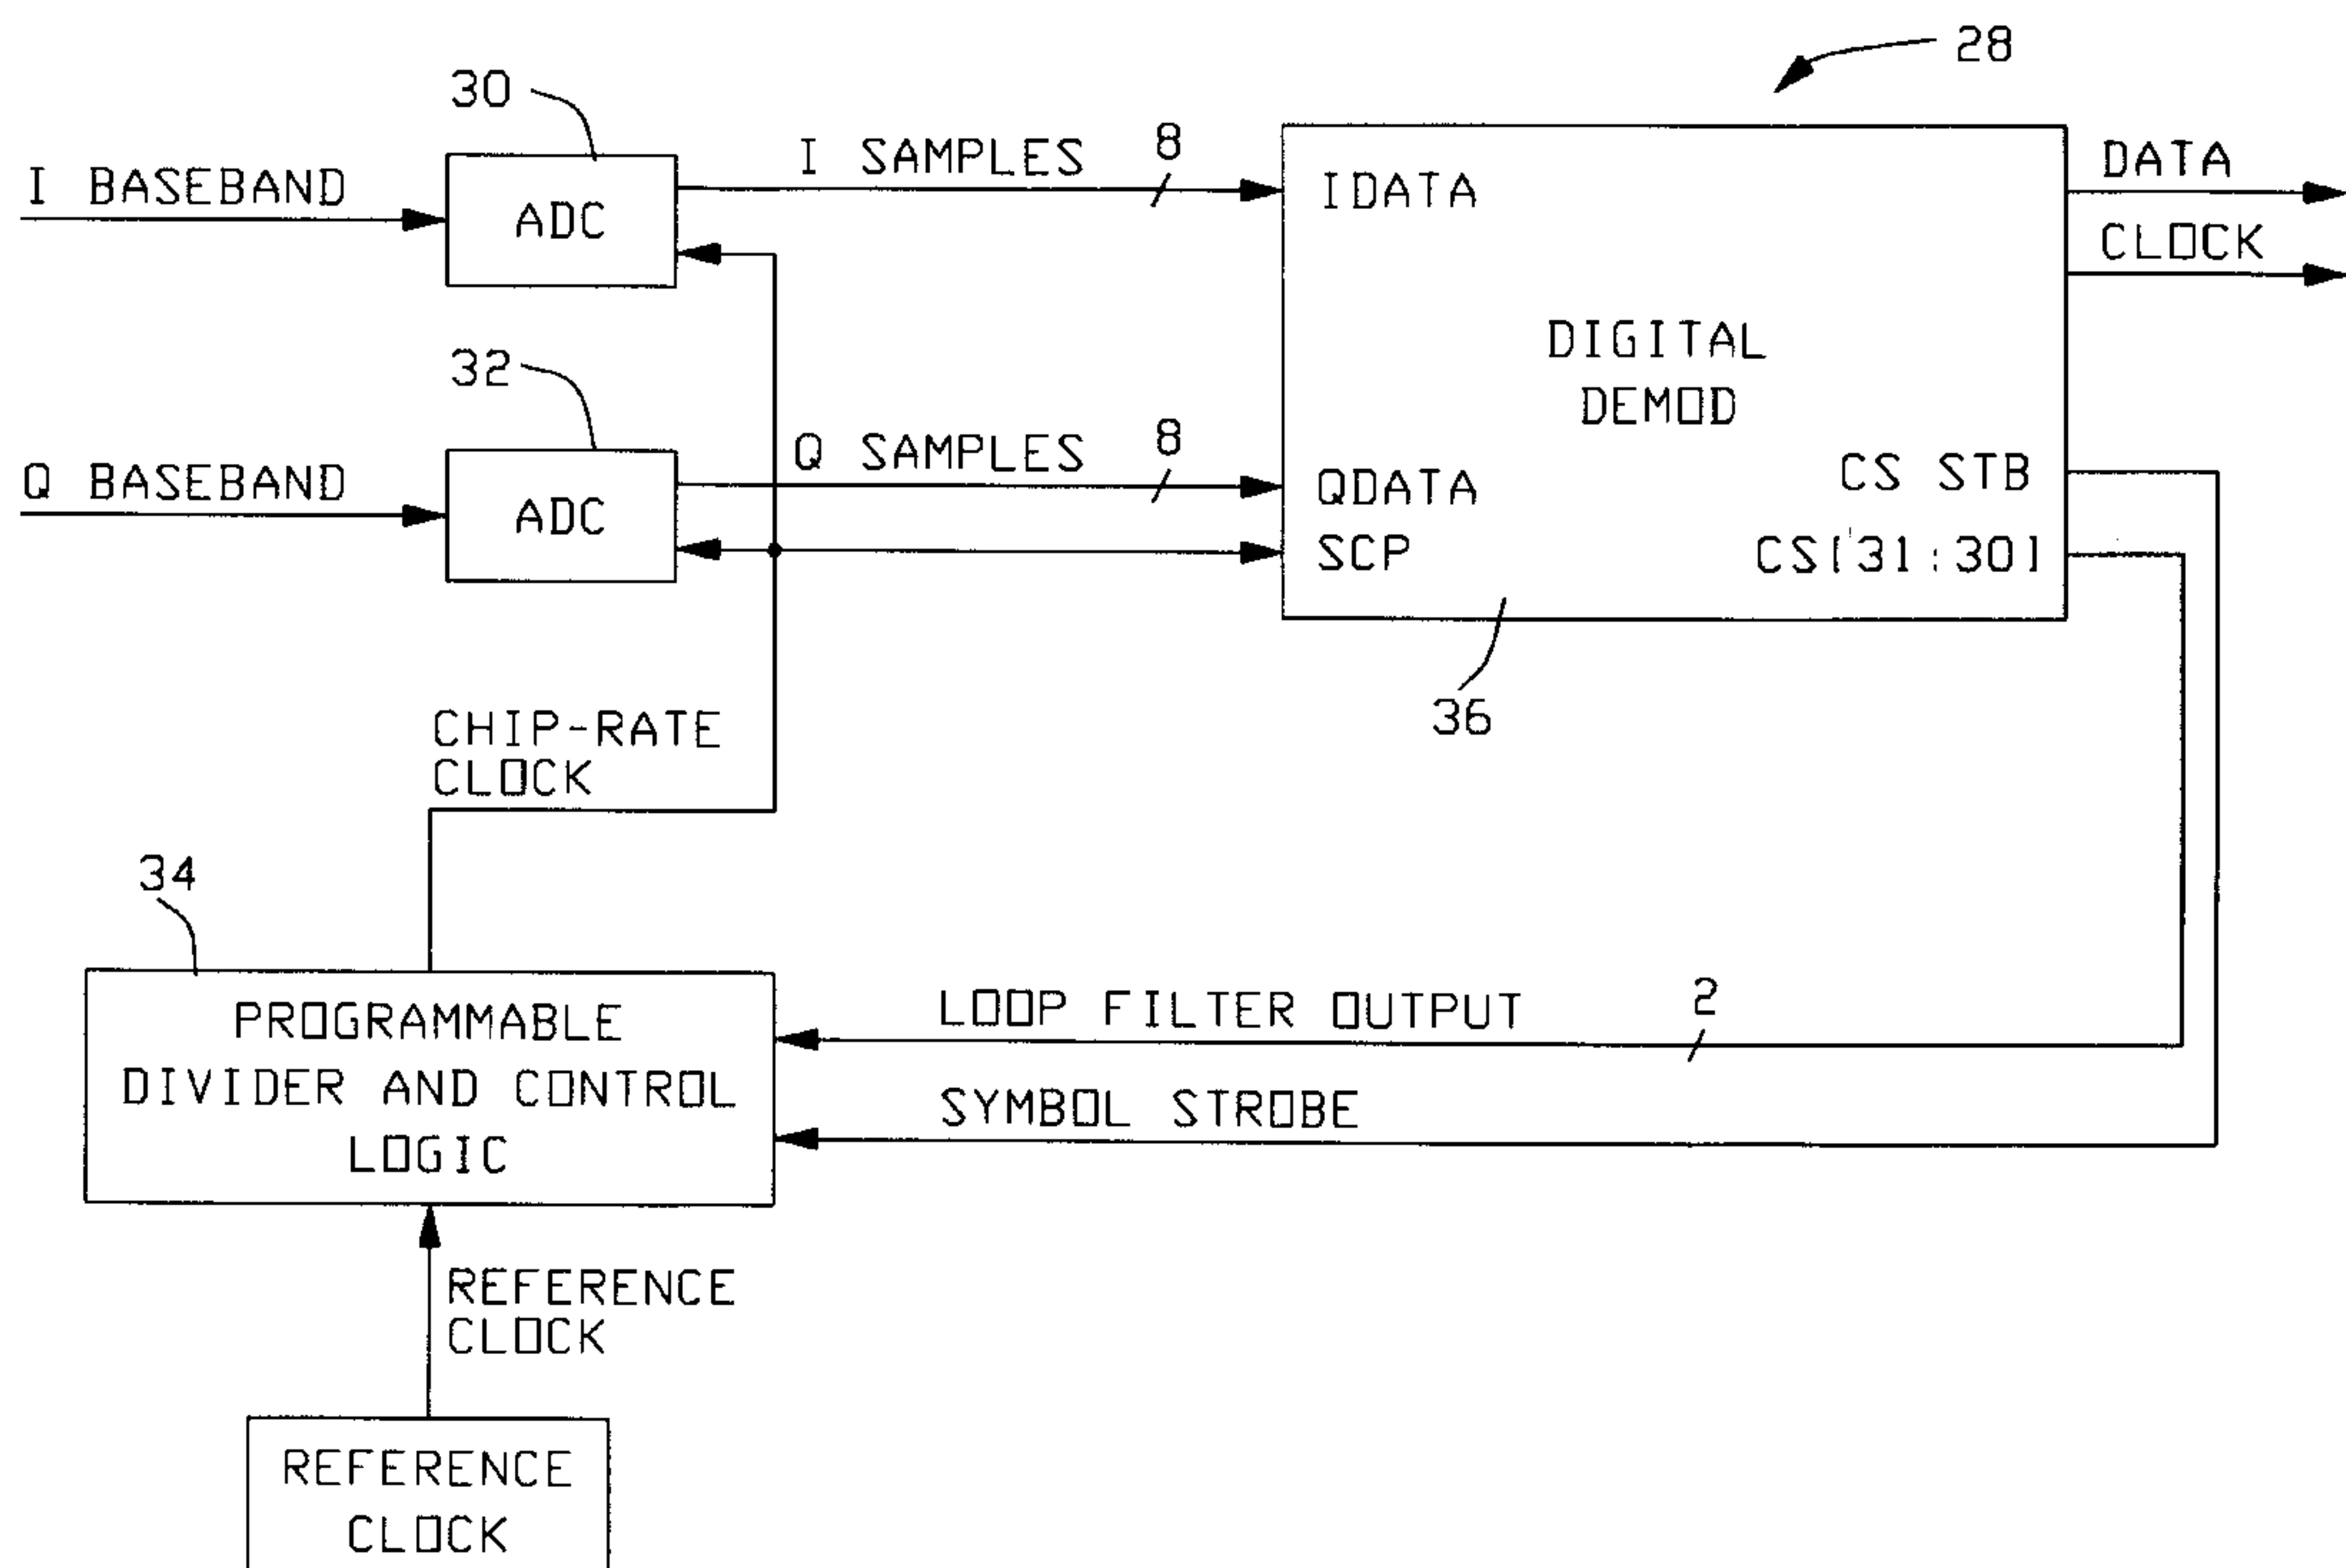 28
30
I SAMPLES
8
DATA
I BASEBAND
ADC
IDATA
CLOCK
32
DIGITAL
DEMOD
Q SAMPLES
8
Q BASEBAND
ADC
QDATA
CS STB
SCP
CS[31:30]
36
CHIP-RATE
CLOCK
34
PROGRAMMABLE
DIVIDER AND CONTROL
LOGIC
LOOP FILTER OUTPUT
2
SYMBOL STROBE
REFERENCE
CLOCK
REFERENCE
CLOCK